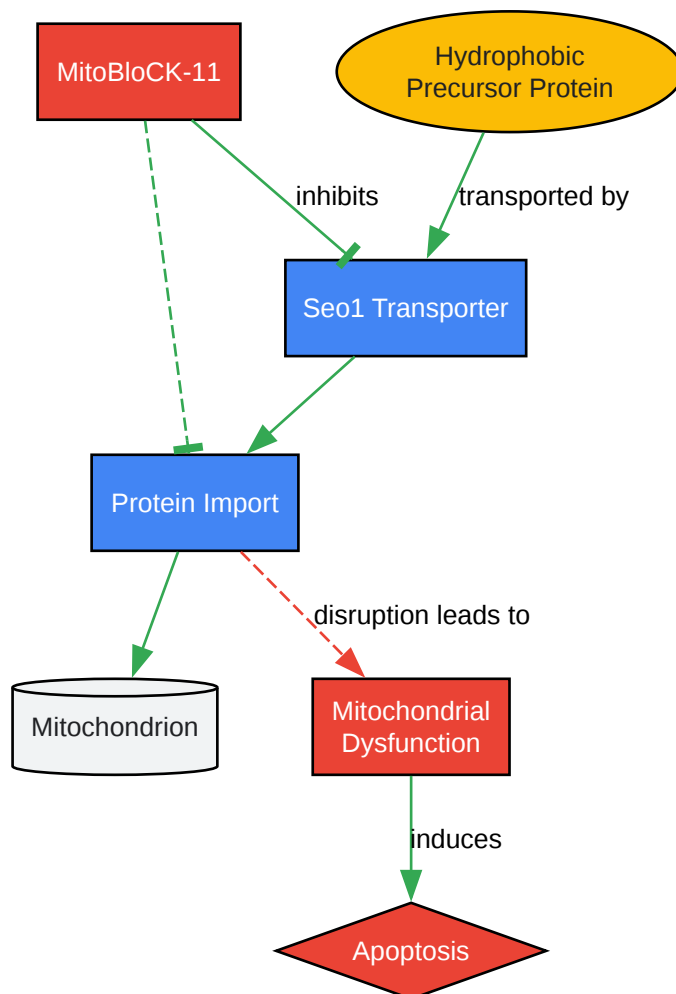 MitoBloCK-11
Hydrophobic
Precursor Protein
inhibits
transported by
Seo1 Transporter
Protein Import
disruption leads to
Mitochondrion
Mitochondrial
Dysfunction
induces
Apoptosis